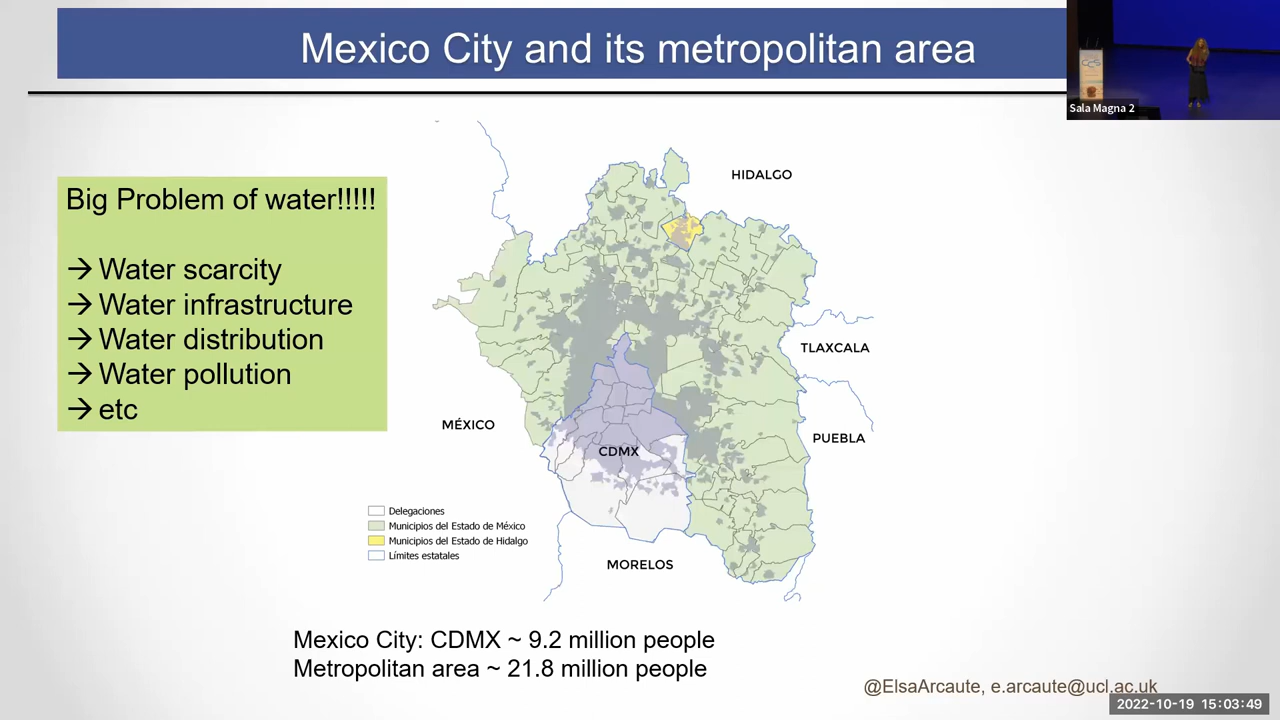 Mexico City and its metropolitan area
Sala Magna 2
Big Problem of water!!!!!
→ Water scarcity
→ Water infrastructure
→ Water distribution
→ Water pollution
→ etc
HIDALGO
TLAXCALA
PUEBLA
MÉXICO
CDMX
MORELOS
Delegaciones
Municipios del Estado de México
Municipios del Estado de Hidalgo
Límites estatales
Mexico City: CDMX ~ 9.2 million people
Metropolitan area ~ 21.8 million people
@ElsaArcaute, e.arcaute@ucl.ac.uk
2022-10-19 15:03:49